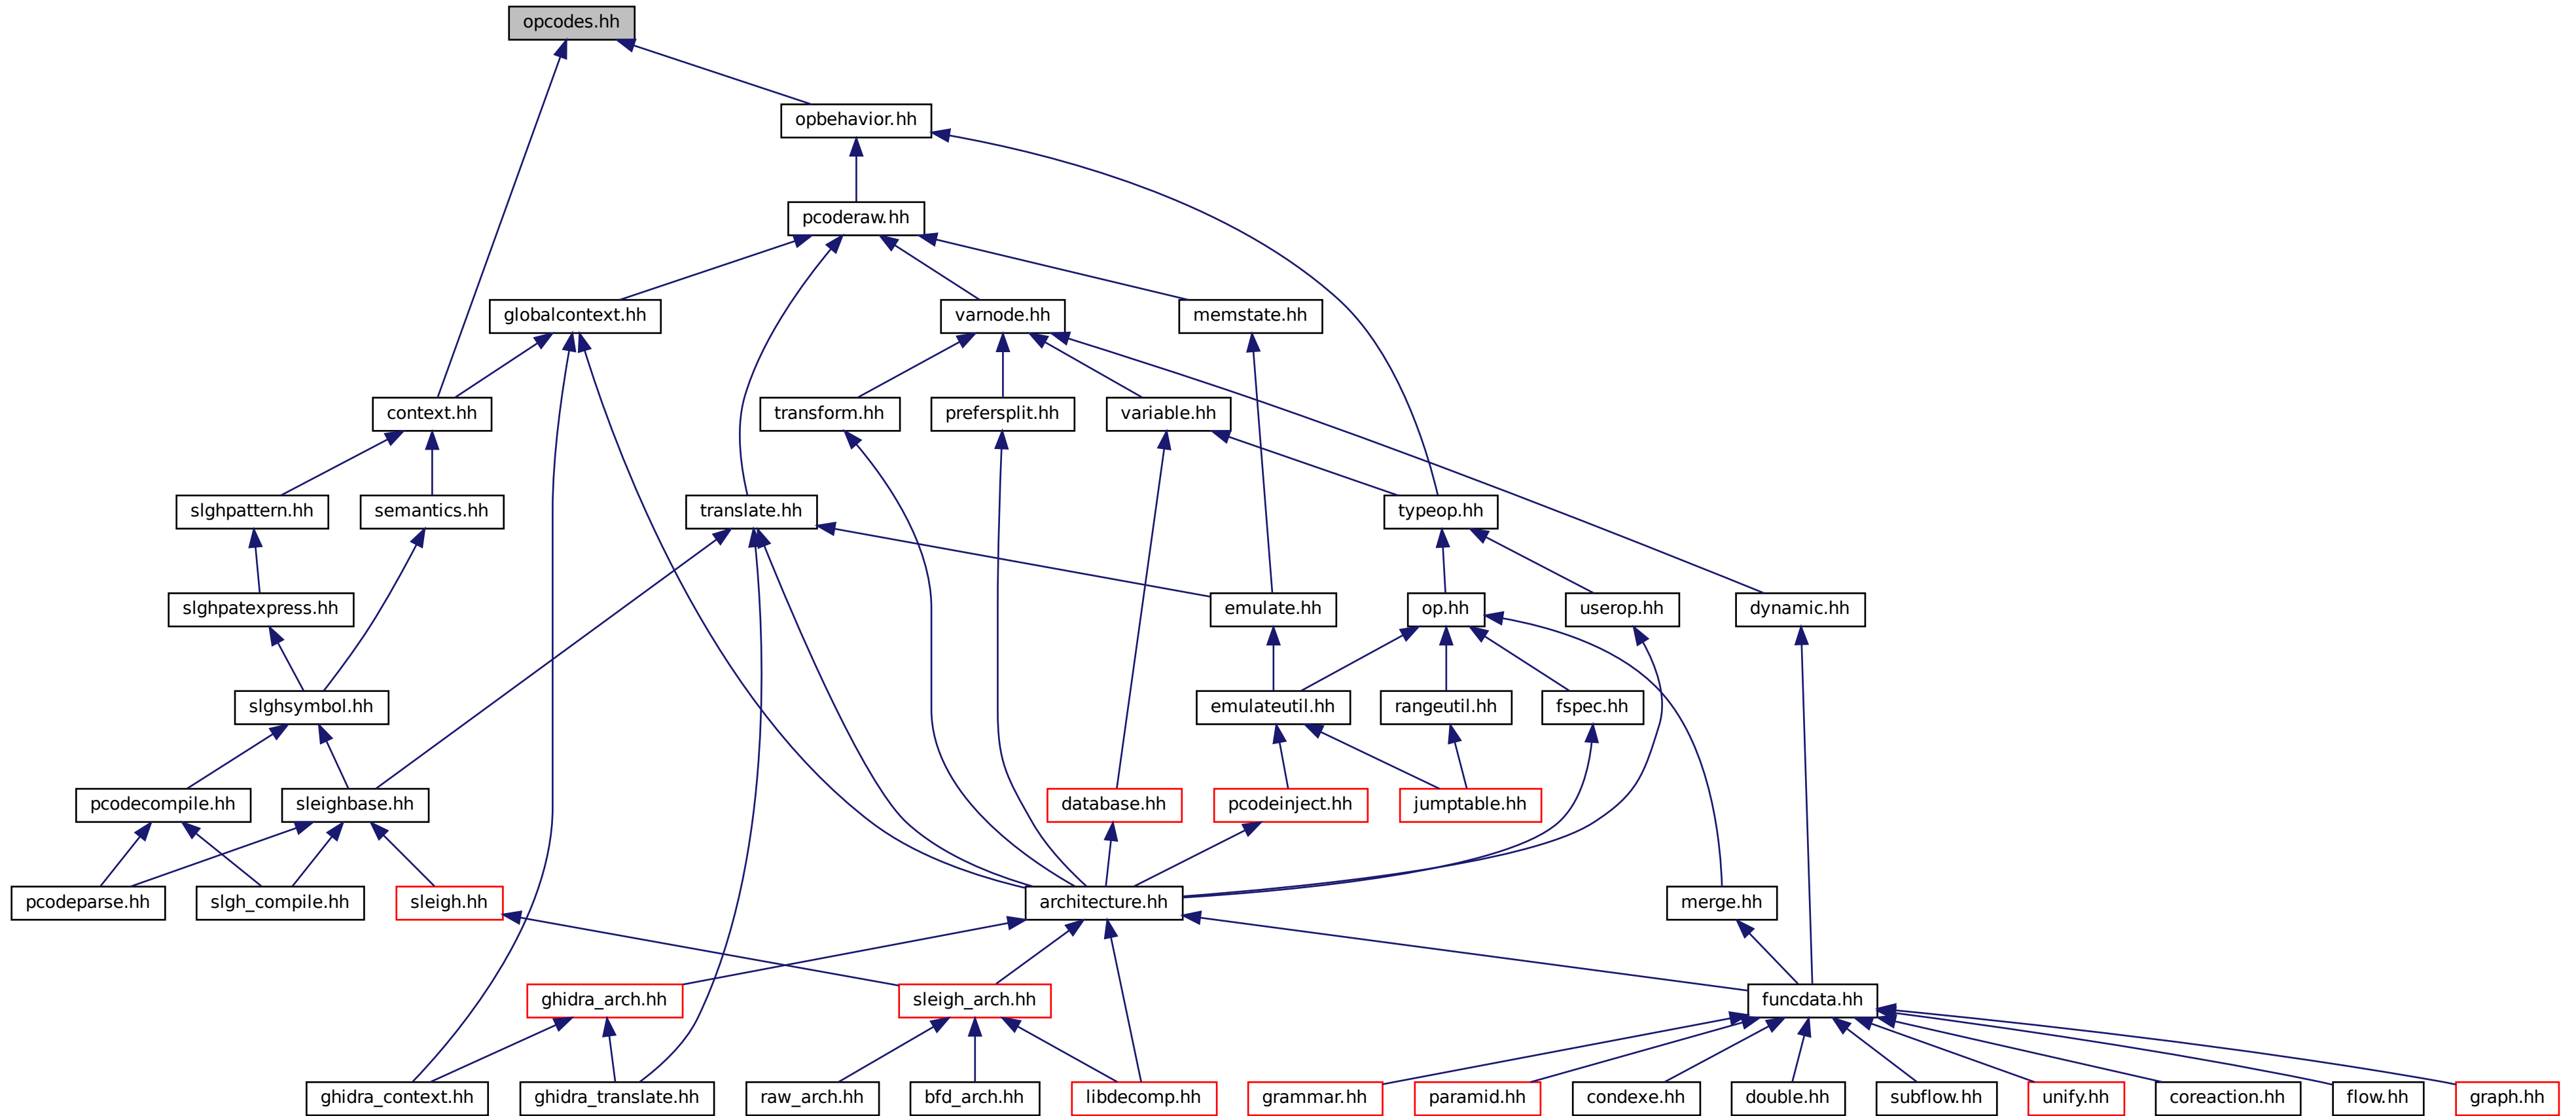 opcodes.hh
opbehavior.hh
pcoderaw.hh
globalcontext.hh
varnode.hh
memstate.hh
context.hh
transform.hh
prefersplit.hh
variable.hh
slghpattern.hh
semantics.hh
translate.hh
typeop.hh
slghpatexpress.hh
emulate.hh
op.hh
userop.hh
dynamic.hh
slghsymbol.hh
emulateutil.hh
rangeutil.hh
fspec.hh
pcodecompile.hh
sleighbase.hh
database.hh
pcodeinject.hh
jumptable.hh
pcodeparse.hh
slgh_compile.hh
sleigh.hh
architecture.hh
merge.hh
ghidra_arch.hh
sleigh_arch.hh
funcdata.hh
ghidra_context.hh
ghidra_translate.hh
raw_arch.hh
bfd_arch.hh
libdecomp.hh
grammar.hh
paramid.hh
condexe.hh
double.hh
subflow.hh
unify.hh
coreaction.hh
flow.hh
graph.hh